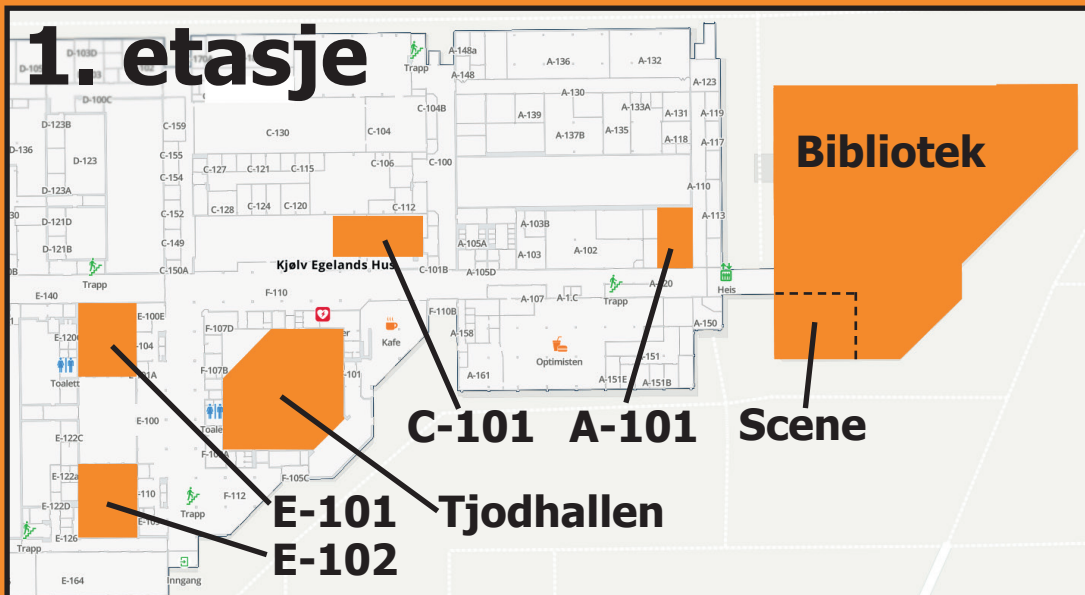 1. etasje
D-103D
A-148a
A-136
A-132
Trapp
A-148
A-123
D-100C
A-130
C-104B
A-139
A-133A
A-131
A-119
D-123B
C-159
C-130
C-104
A-137B
A-135
A-118
A-117
D-136
D-123
C-155
C-127
C-121
C-115
C-106
C-100
Bibliotek
C-154
D-123A
A-110
C-128
C-124
C-120
C-112
C-152
A-113
D-121D
A-103B
D-121B
C-149
A-105A
A-103
A-102
Kjølv Egelands Hus
C-150A
C-101B
A-105D
Trapp
E-140
F-110
A-107
A-1.C
Trapp
A-120
Heis
E-100E
F-107D
F-110B
A-150
E-120C
Kafe
A-158
Optimisten
Toalett
F-107B
A-161
A-151E
A-151B
E-100
C-101
A-101
Scene
E-122C
F-105C
E-122a
F-112
E-122D
Trapp
E-101
Tjodhallen
E-126
Trapp
E-102
E-164
Inngang